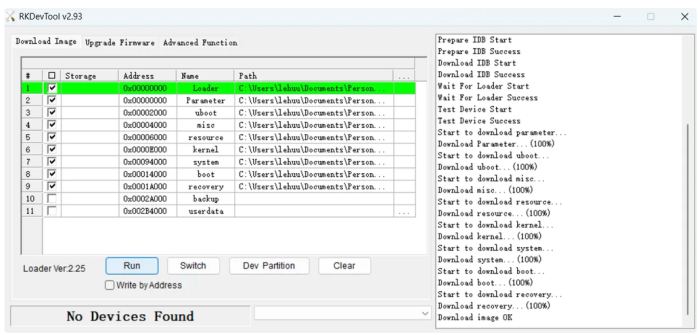 RKDevTool v2.93
Download Image Upgrade Firmware Advanced Function
# Storage Address Name Path ...
1 0x00000000 Loader C:\Users\lehuu\Documents\Person...
2 0x00000000 Parameter C:\Users\lehuu\Documents\Person...
3 0x00002000 uboot C:\Users\lehuu\Documents\Person...
4 0x00004000 misc C:\Users\lehuu\Documents\Person...
5 0x00006000 resource C:\Users\lehuu\Documents\Person...
6 0x0000E000 kernel C:\Users\lehuu\Documents\Person...
7 0x00094000 system C:\Users\lehuu\Documents\Person...
8 0x00014000 boot C:\Users\lehuu\Documents\Person...
9 0x0001A000 recovery C:\Users\lehuu\Documents\Person...
10 0x0002A000 backup
11 0x002B4000 userdata ...
Loader Ver:2.25 Run Switch Dev Partition Clear
Write by Address
No Devices Found
Prepare IDB Start
Prepare IDB Success
Download IDB Start
Download IDB Success
Wait For Loader Start
Wait For Loader Success
Test Device Start
Test Device Success
Start to download parameter...
Download Parameter...(100%)
Start to download uboot...
Download uboot...(100%)
Start to download misc...
Download misc...(100%)
Start to download resource...
Download resource...(100%)
Start to download kernel...
Download kernel...(100%)
Start to download system...
Download system...(100%)
Start to download boot...
Download boot...(100%)
Start to download recovery...
Download recovery...(100%)
Download image OK